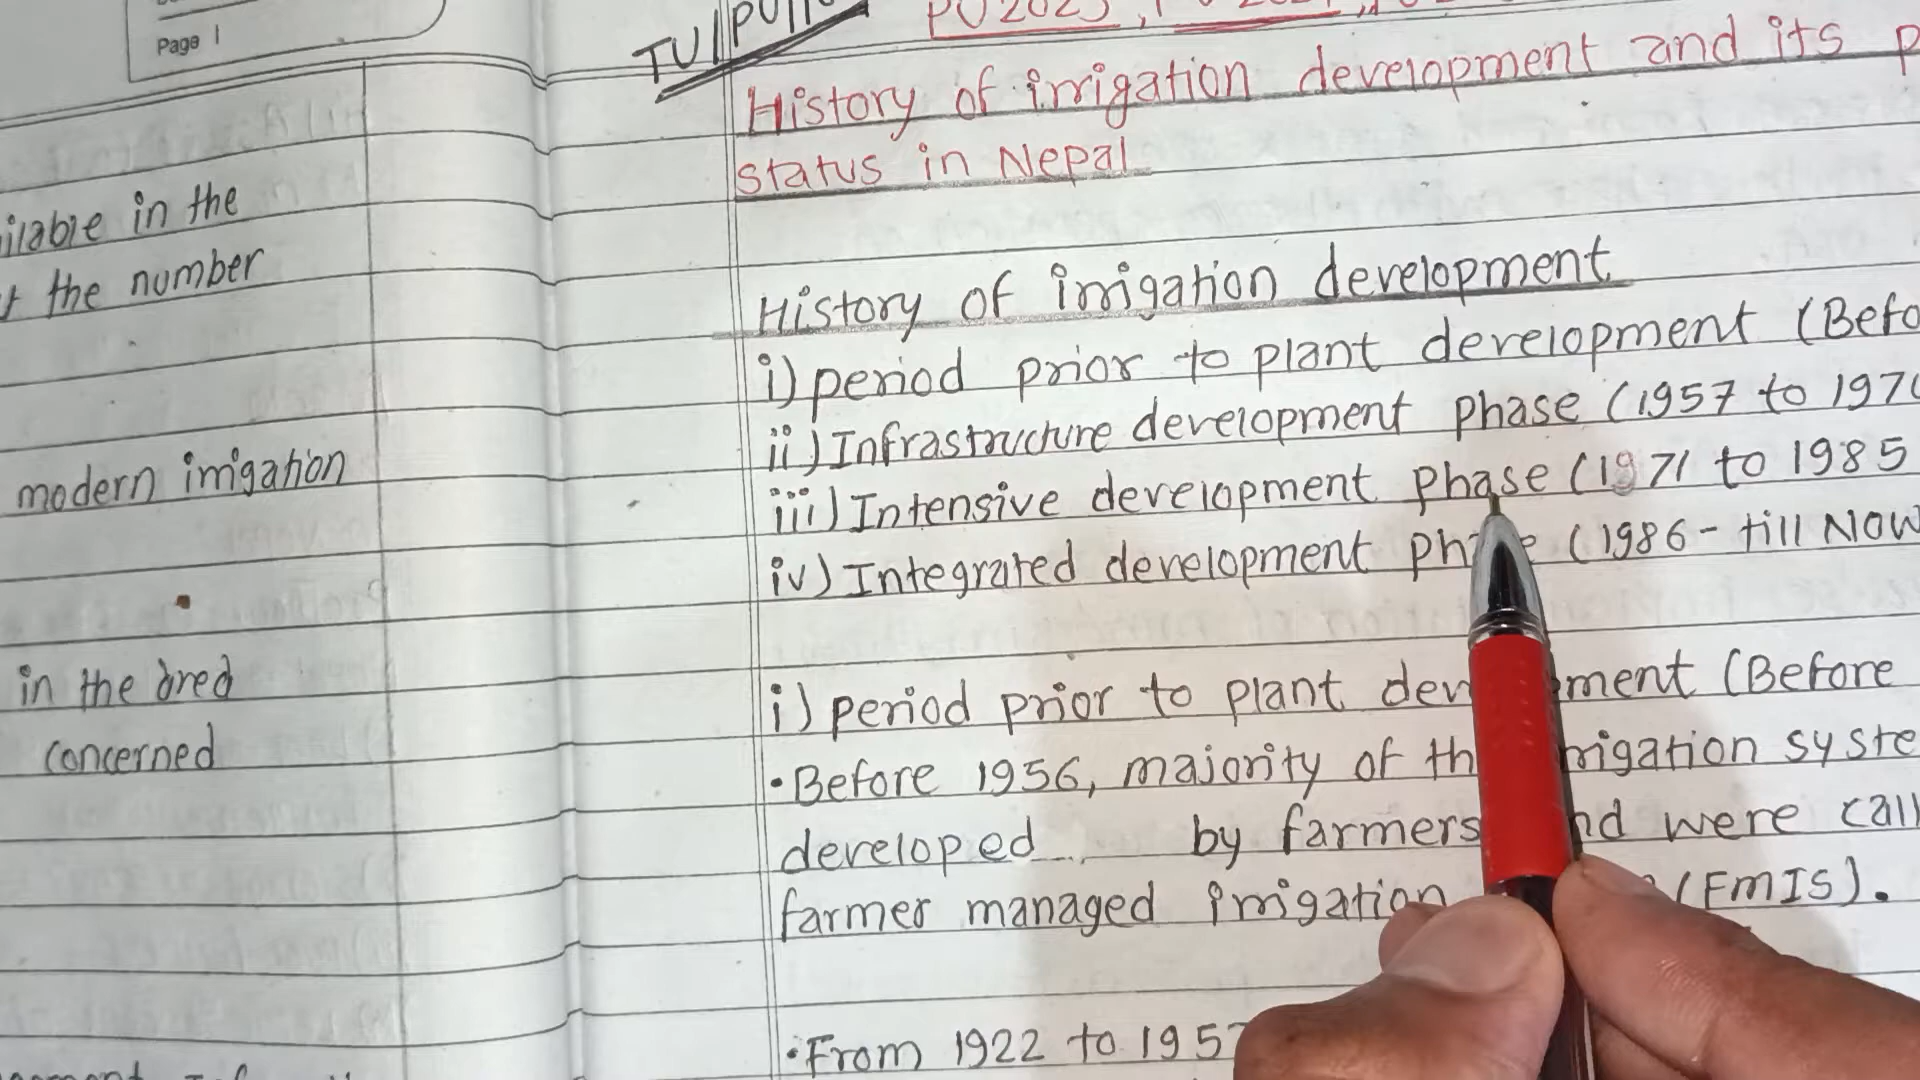 Page 1
TU/PU/
History of irrigation development and its p
status in Nepal
ilable in the
the number
modern irrigation
in the area
concerned
History of irrigation development
i) period prior to plant development (Befo
ii) Infrastructure development phase (1957 to 197
iii) Intensive development phase (1971 to 1985
iv) Integrated development ph e (1986 - till Now
i) period prior to plant dev ment (Before
• Before 1956, majority of th rrigation syste
developed by farmers nd were call
farmer managed irrigation (FMIS).
• From 1922 to 195